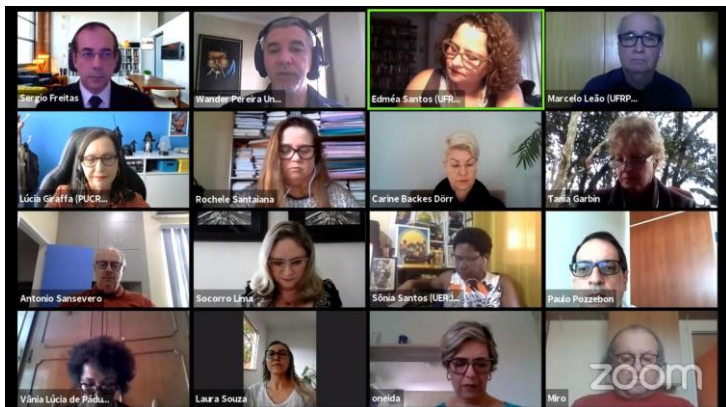 Sergio Freitas
Wander Pereira Un...
Edméa Santos (UFR...
Marcelo Leão (UFRP...
Lúcia Giraffa (PUCR...
Rochele Santaiana
Carine Backes Dörr
Tania Garbin
Antonio Sansevero
Socorro Lima
Sônia Santos (UERJ...
Paulo Pozzebon
Vânia Lúcia de Pádu...
Laura Souza
oneida
Miro
zoom